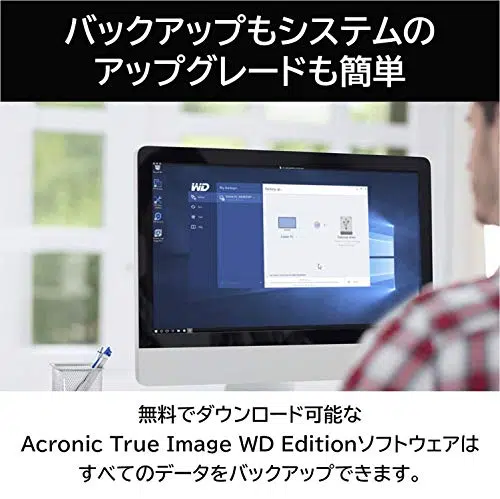 バックアップもシステムの
アップグレードも簡単
WD
無料でダウンロード可能な
Acronic True Image WD Editionソフトウェアは
すべてのデータをバックアップできます。